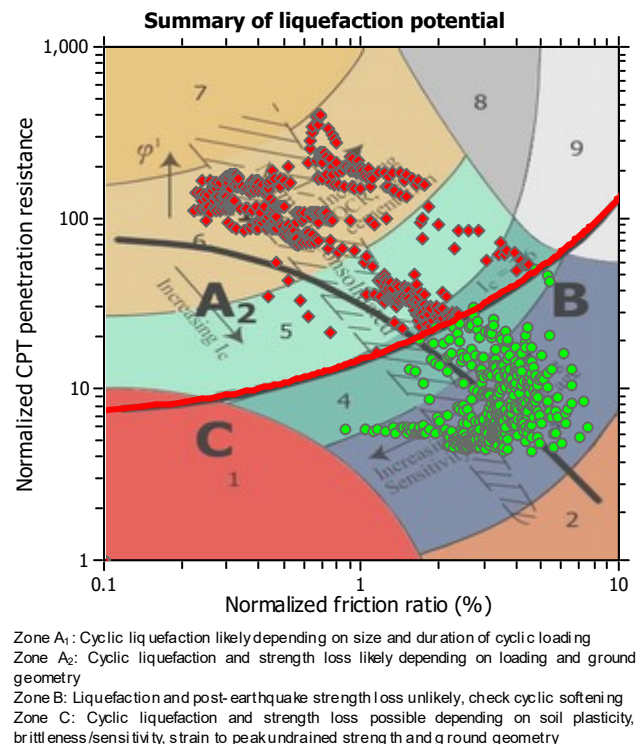 Summary of liquefaction potential
1,000
7
8
9
φ'
100
6
A2
Increasing Ic
5
B
10
4
C
1
Increasing
Sensitivity
2
1
0.1
1
10
Normalized CPT penetration resistance
Normalized friction ratio (%)
Zone A1: Cyclic liquefaction likely depending on size and duration of cyclic loading
Zone A2: Cyclic liquefaction and strength loss likely depending on loading and ground
geometry
Zone B: Liquefaction and post-earthquake strength loss unlikely, check cyclic softening
Zone C: Cyclic liquefaction and strength loss possible depending on soil plasticity,
brittleness/sensitivity, strain to peak undrained strength and ground geometry